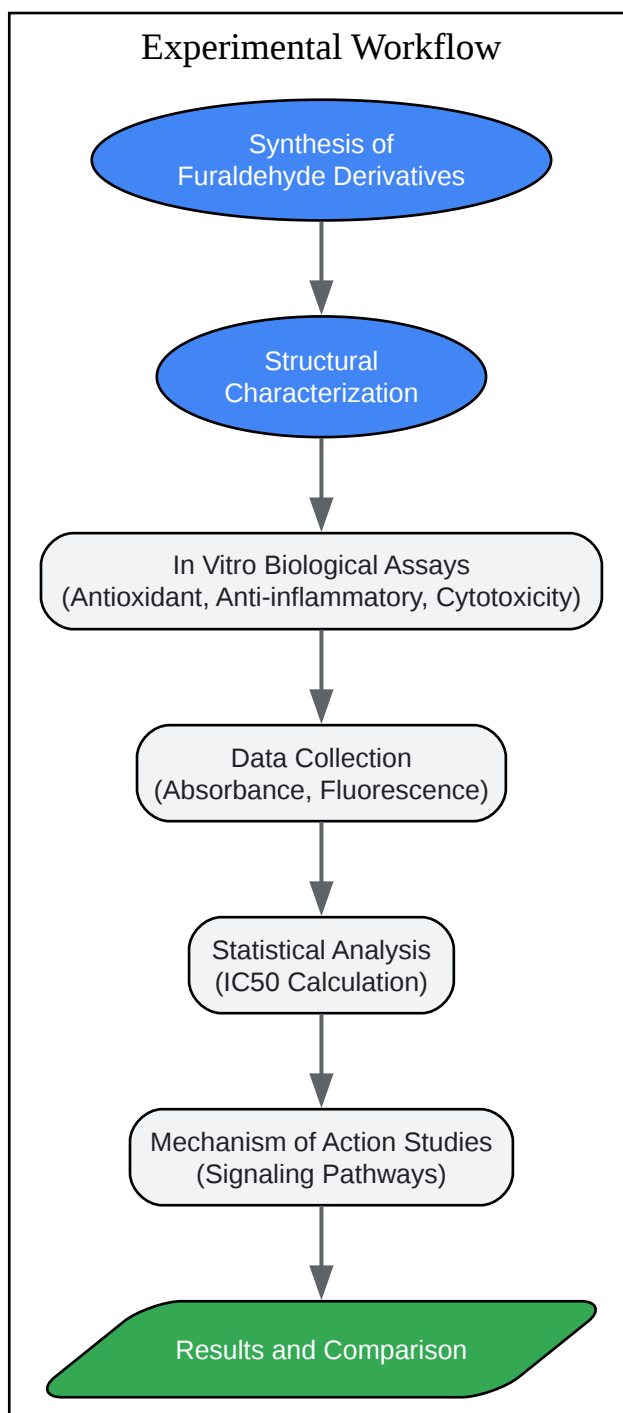 Experimental Workflow
Synthesis of
Furaldehyde Derivatives
Structural
Characterization
In Vitro Biological Assays
(Antioxidant, Anti-inflammatory, Cytotoxicity)
Data Collection
(Absorbance, Fluorescence)
Statistical Analysis
(IC50 Calculation)
Mechanism of Action Studies
(Signaling Pathways)
Results and Comparison